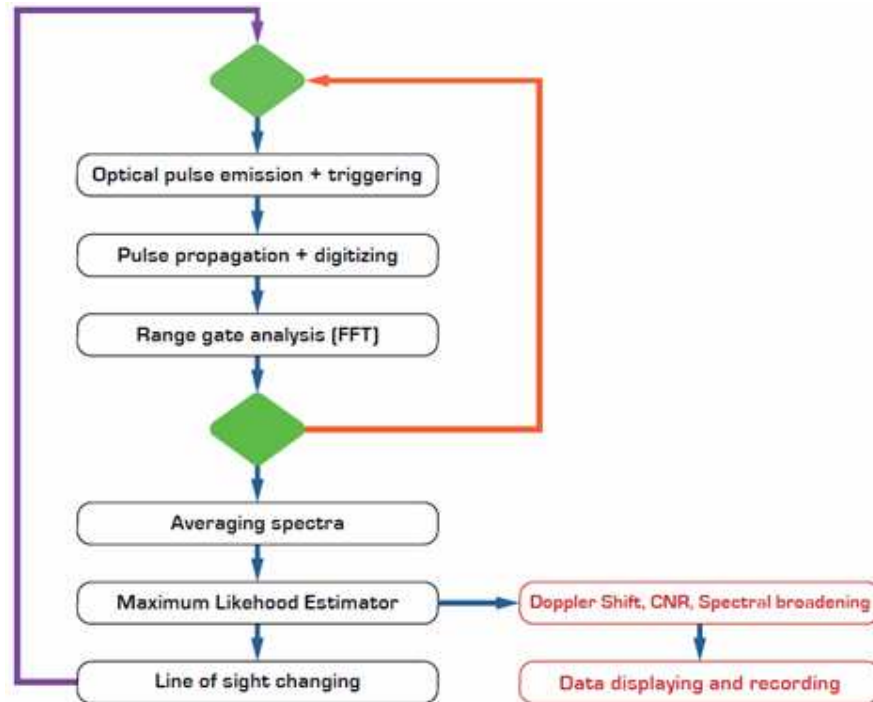 Optical pulse emission + triggering
Pulse propagation + digitizing
Range gate analysis (FFT)
Averaging spectra
Maximum Likehood Estimator
Doppler Shift, CNR, Spectral broadening
Line of sight changing
Data displaying and recording